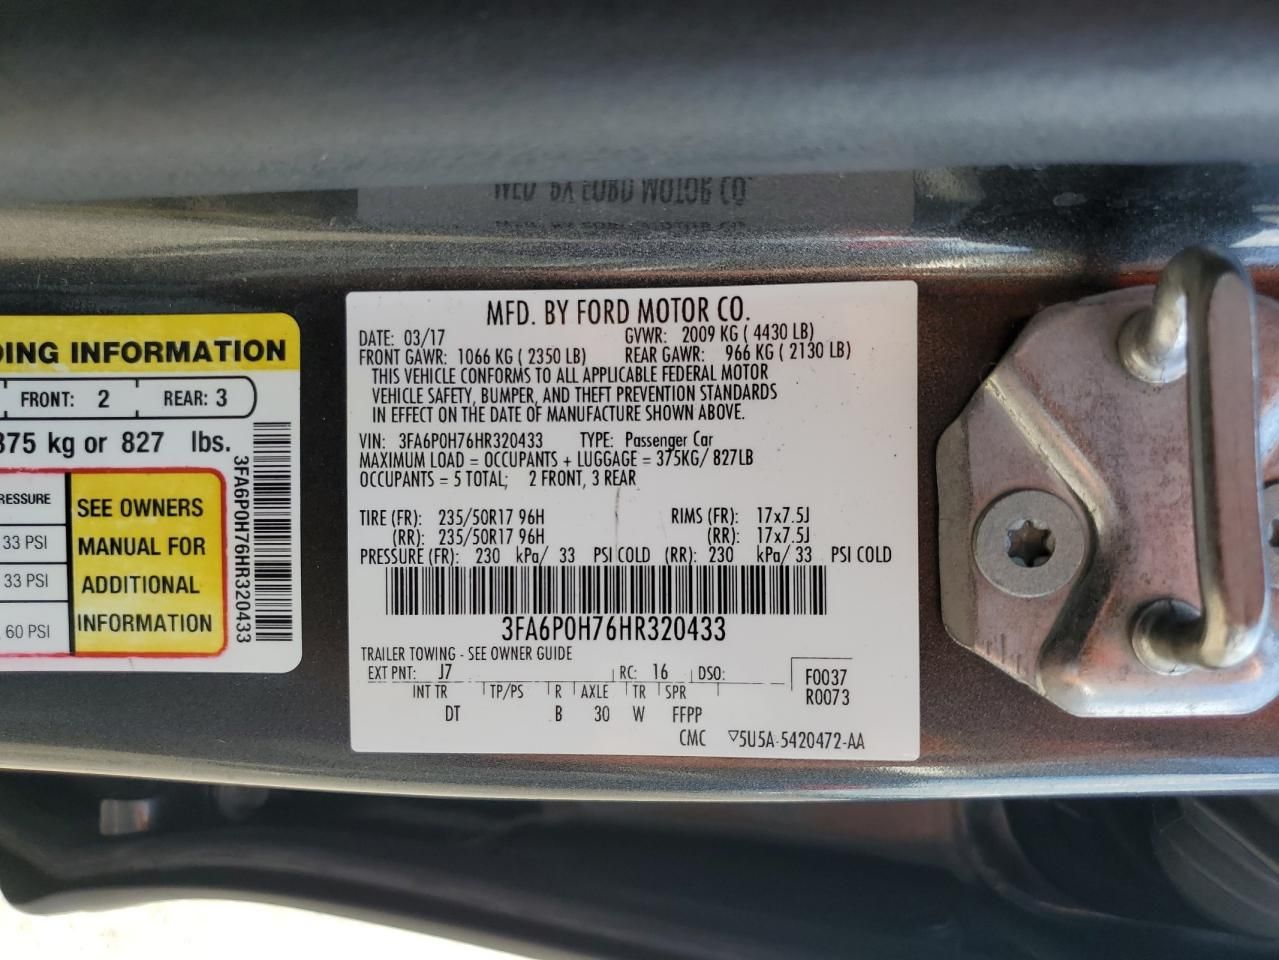 DING INFORMATION
FRONT: 2 REAR: 3
375 kg or 827 lbs.
RESSURE
33 PSI
33 PSI
, 60 PSI
SEE OWNERS
MANUAL FOR
ADDITIONAL
INFORMATION
3FA6P0H76HR320433
MFD. BY FORD MOTOR CO.
DATE: 03/17 GVWR: 2009 KG ( 4430 LB)
FRONT GAWR: 1066 KG ( 2350 LB) REAR GAWR: 966 KG ( 2130 LB)
THIS VEHICLE CONFORMS TO ALL APPLICABLE FEDERAL MOTOR
VEHICLE SAFETY, BUMPER, AND THEFT PREVENTION STANDARDS
IN EFFECT ON THE DATE OF MANUFACTURE SHOWN ABOVE.
VIN: 3FA6P0H76HR320433 TYPE: Passenger Car
MAXIMUM LOAD = OCCUPANTS + LUGGAGE = 375KG/ 827LB
OCCUPANTS = 5 TOTAL; 2 FRONT, 3 REAR
TIRE (FR): 235/50R17 96H RIMS (FR): 17x7.5J
(RR): 235/50R17 96H (RR): 17x7.5J
PRESSURE (FR): 230 kPa/ 33 PSI COLD (RR): 230 kPa/ 33 PSI COLD
3FA6P0H76HR320433
TRAILER TOWING - SEE OWNER GUIDE
EXT PNT: J7 RC: 16 DSO:
F0037
R0073
INT TR TP/PS R AXLE TR SPR
DT B 30 W FFPP
CMC ▽5U5A-5420472-AA